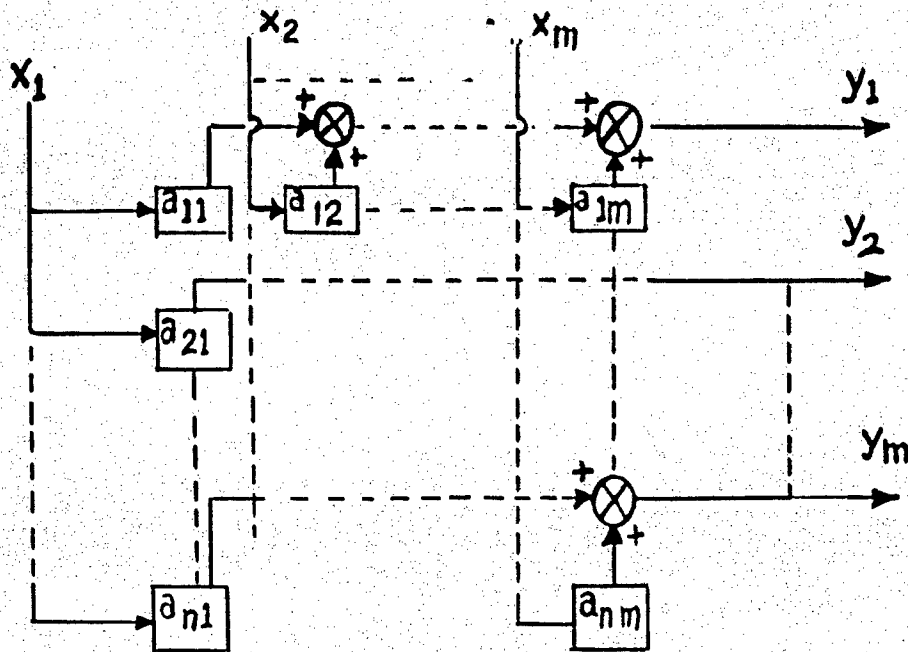 x1 x2 xm
+ + y1
+ +
a11 a12 a1m
y2
a21
ym
+
+
an1 anm